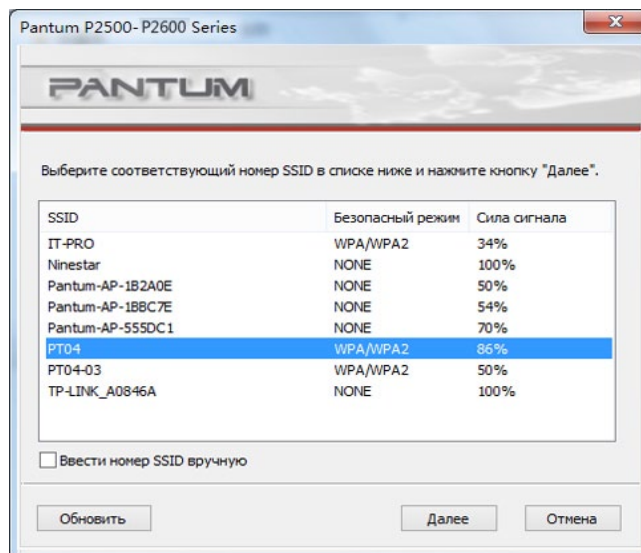 Pantum P2500- P2600 Series
PANTUM
Выберите соответствующий номер SSID в списке ниже и нажмите кнопку "Далее".
SSID Безопасный режим Сила сигнала
IT-PRO WPA/WPA2 34%
Ninestar NONE 100%
Pantum-AP-1B2A0E NONE 50%
Pantum-AP-1BBC7E NONE 54%
Pantum-AP-555DC1 NONE 70%
PT04 WPA/WPA2 86%
PT04-03 WPA/WPA2 50%
TP-LINK_A0846A NONE 100%
Ввести номер SSID вручную
Обновить Далее Отмена